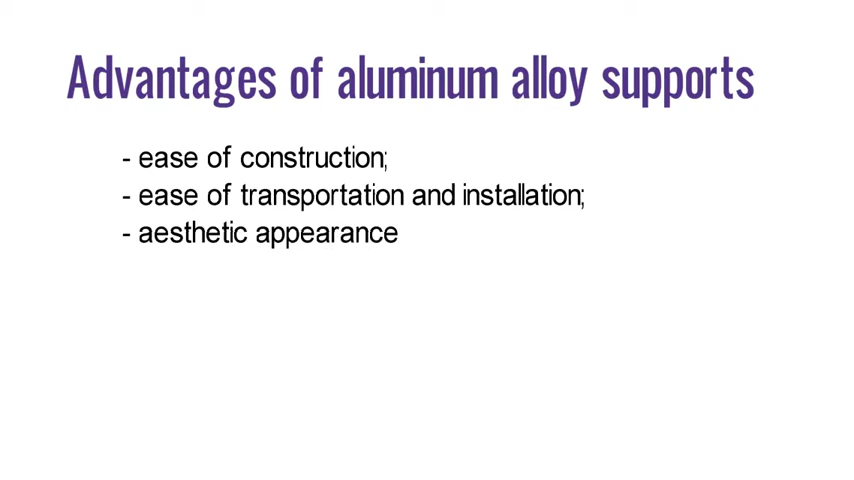 Advantages of aluminum alloy supports
- ease of construction;
- ease of transportation and installation;
- aesthetic appearance